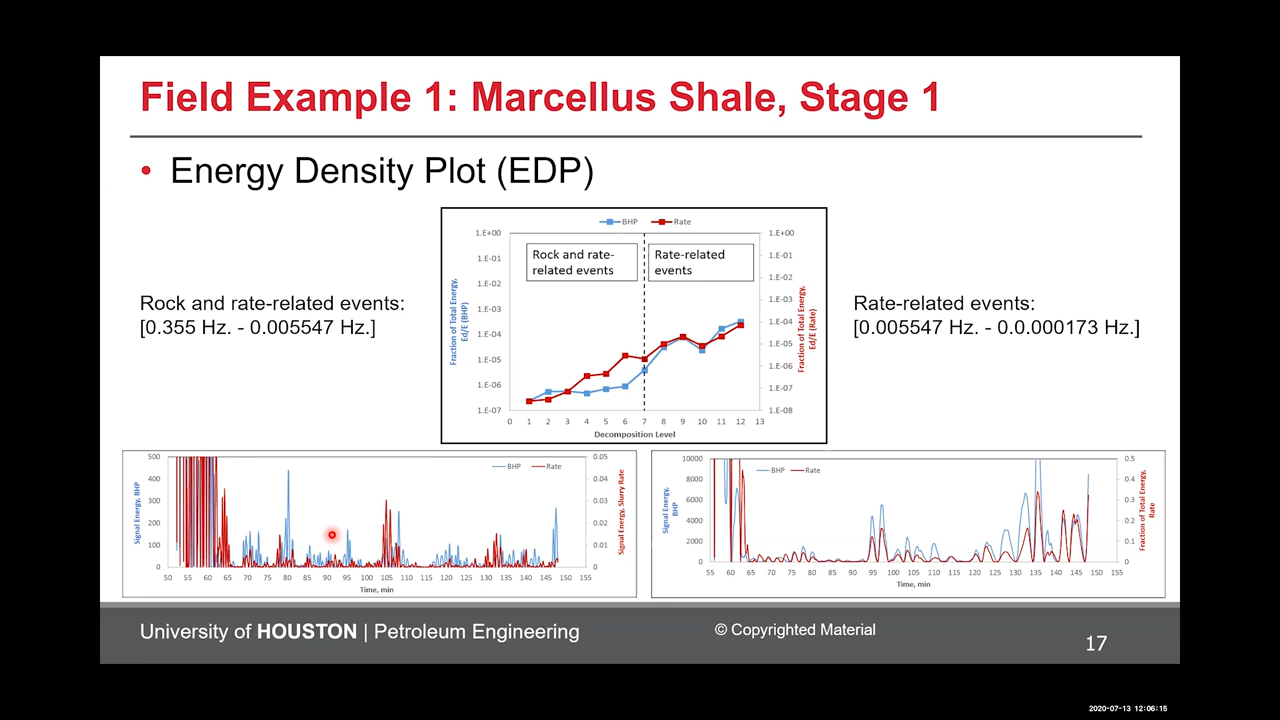 Field Example 1: Marcellus Shale, Stage 1
• Energy Density Plot (EDP)
Rock and rate-related events:
[0.355 Hz. - 0.005547 Hz.]
BHP Rate
Rock and rate-
related events
Rate-related
events
1.E+00
1.E-01
1.E-02
1.E-03
1.E-04
1.E-05
1.E-06
1.E-07
Fraction of Total Energy,
Ed/E (BHP)
1.E+00
1.E-01
1.E-02
1.E-03
1.E-04
1.E-05
1.E-06
1.E-07
1.E-08
Fraction of Total Energy,
Ed/E (Rate)
0 1 2 3 4 5 6 7 8 9 10 11 12 13
Decomposition Level
Rate-related events:
[0.005547 Hz. - 0.0.000173 Hz.]
BHP Rate
500
400
300
200
100
0
Signal Energy, BHP
0.05
0.04
0.03
0.02
0.01
0
Signal Energy, Slurry Rate
50 55 60 65 70 75 80 85 90 95 100 105 110 115 120 125 130 135 140 145 150 155
Time, min
BHP Rate
10000
8000
6000
4000
2000
0
Signal Energy,
BHP
0.5
0.4
0.3
0.2
0.1
0
Fraction of Total Energy,
Rate
55 60 65 70 75 80 85 90 95 100 105 110 115 120 125 130 135 140 145 150 155
Time, min
University of HOUSTON | Petroleum Engineering
© Copyrighted Material
17
2020-07-13 12:06:15